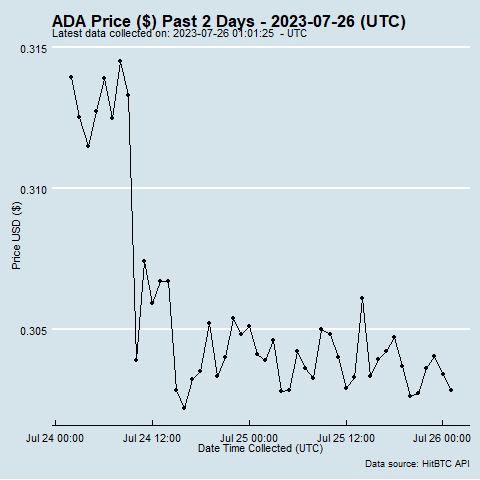 ADA Price ($) Past 2 Days - 2023-07-26 (UTC)
Latest data collected on: 2023-07-26 01:01:25  - UTC
0.315
0.310
0.305
Price USD ($)
Jul 24 00:00 Jul 24 12:00 Jul 25 00:00 Jul 25 12:00 Jul 26 00:00
Date Time Collected (UTC)
Data source: HitBTC API